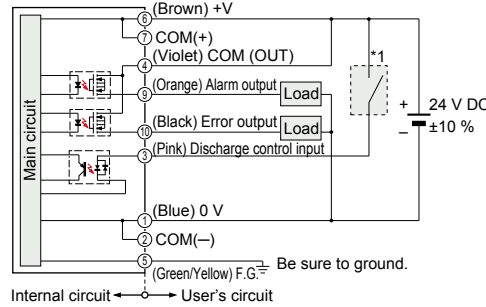 (Brown) +V
6
7 COM(+)
(Violet) COM (OUT)
4
*1
(Orange) Alarm output
9
Load
+ 24 V DC
– ±10 %
(Black) Error output
10
Load
Main circuit
(Pink) Discharge control input
3
(Blue) 0 V
1
2 COM(—)
5
(Green/Yellow) F.G.
Be sure to ground.
Internal circuit User's circuit